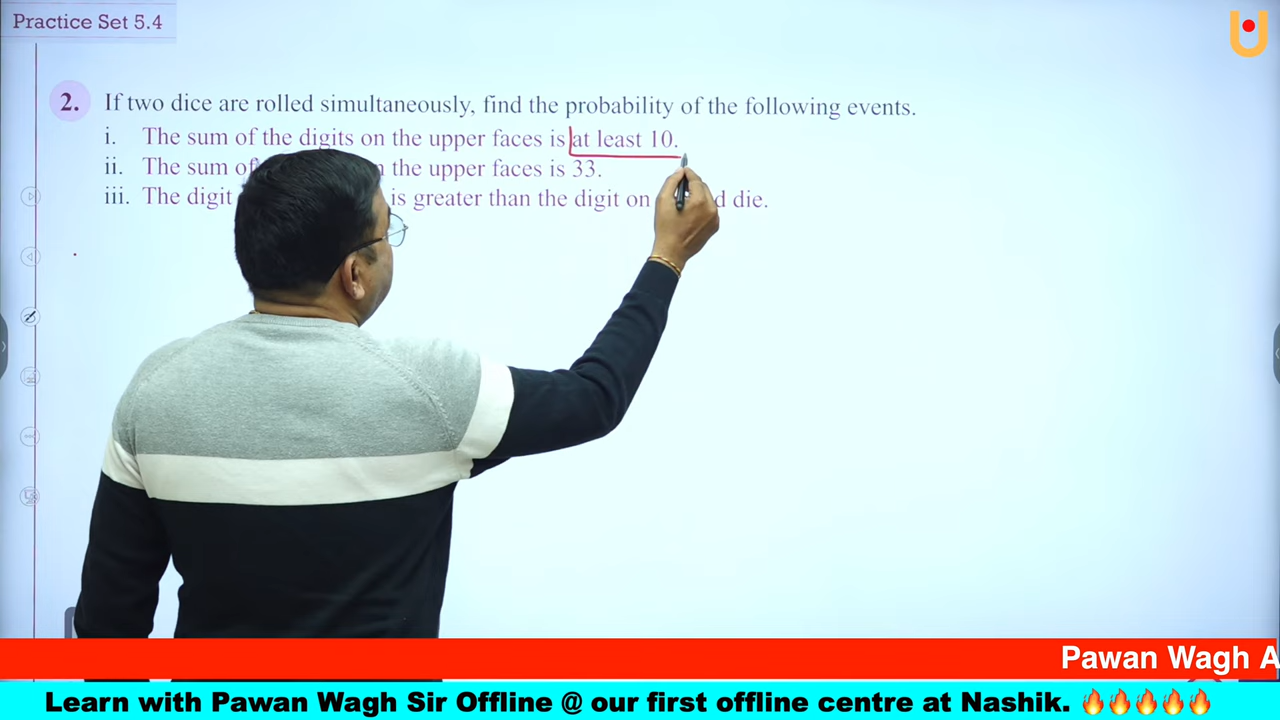 Practice Set 5.4
2. If two dice are rolled simultaneously, find the probability of the following events.
i. The sum of the digits on the upper faces is at least 10.
ii. The sum of the upper faces is 33.
iii. The digit is greater than the digit on die.
Pawan Wagh A
Learn with Pawan Wagh Sir Offline @ our first offline centre at Nashik. 🔥🔥🔥🔥🔥